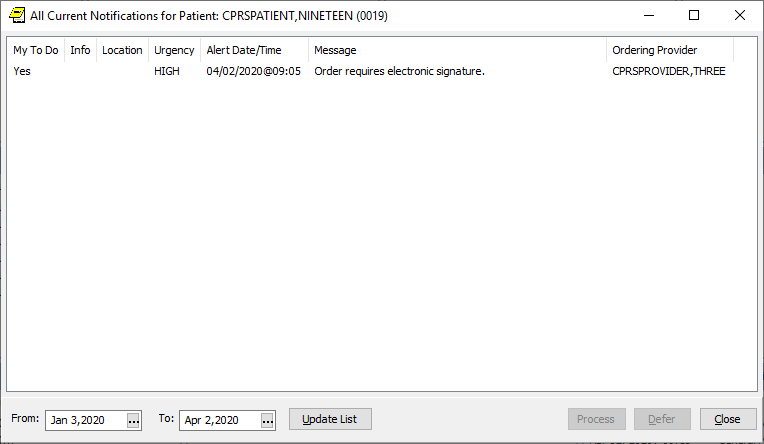 All Current Notifications for Patient: CPRSPATIENT,NINETEEN (0019)
My To Do Info Location Urgency Alert Date/Time Message Ordering Provider
Yes HIGH 04/02/2020@09:05 Order requires electronic signature. CPRSPROVIDER,THREE
From: Jan 3,2020 ... To: Apr 2,2020 ... Update List Process Defer Close